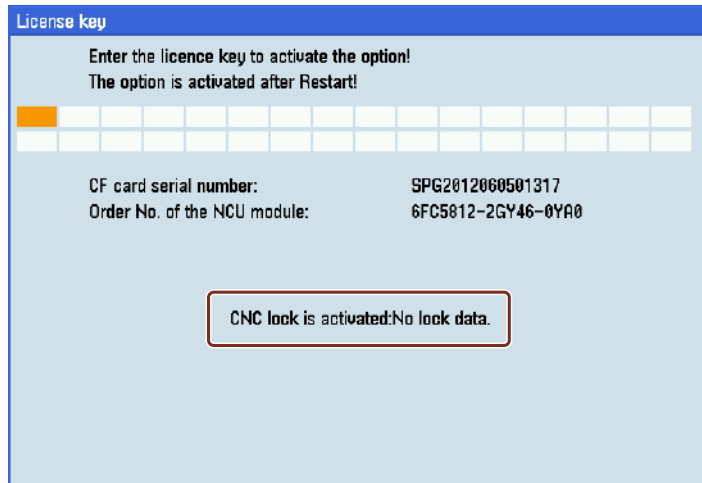 License key
Enter the licence key to activate the option!
The option is activated after Restart!
CF card serial number: SPG2012060501317
Order No. of the NCU module: 6FC5812-2GY46-0YA0
CNC lock is activated:No lock data.